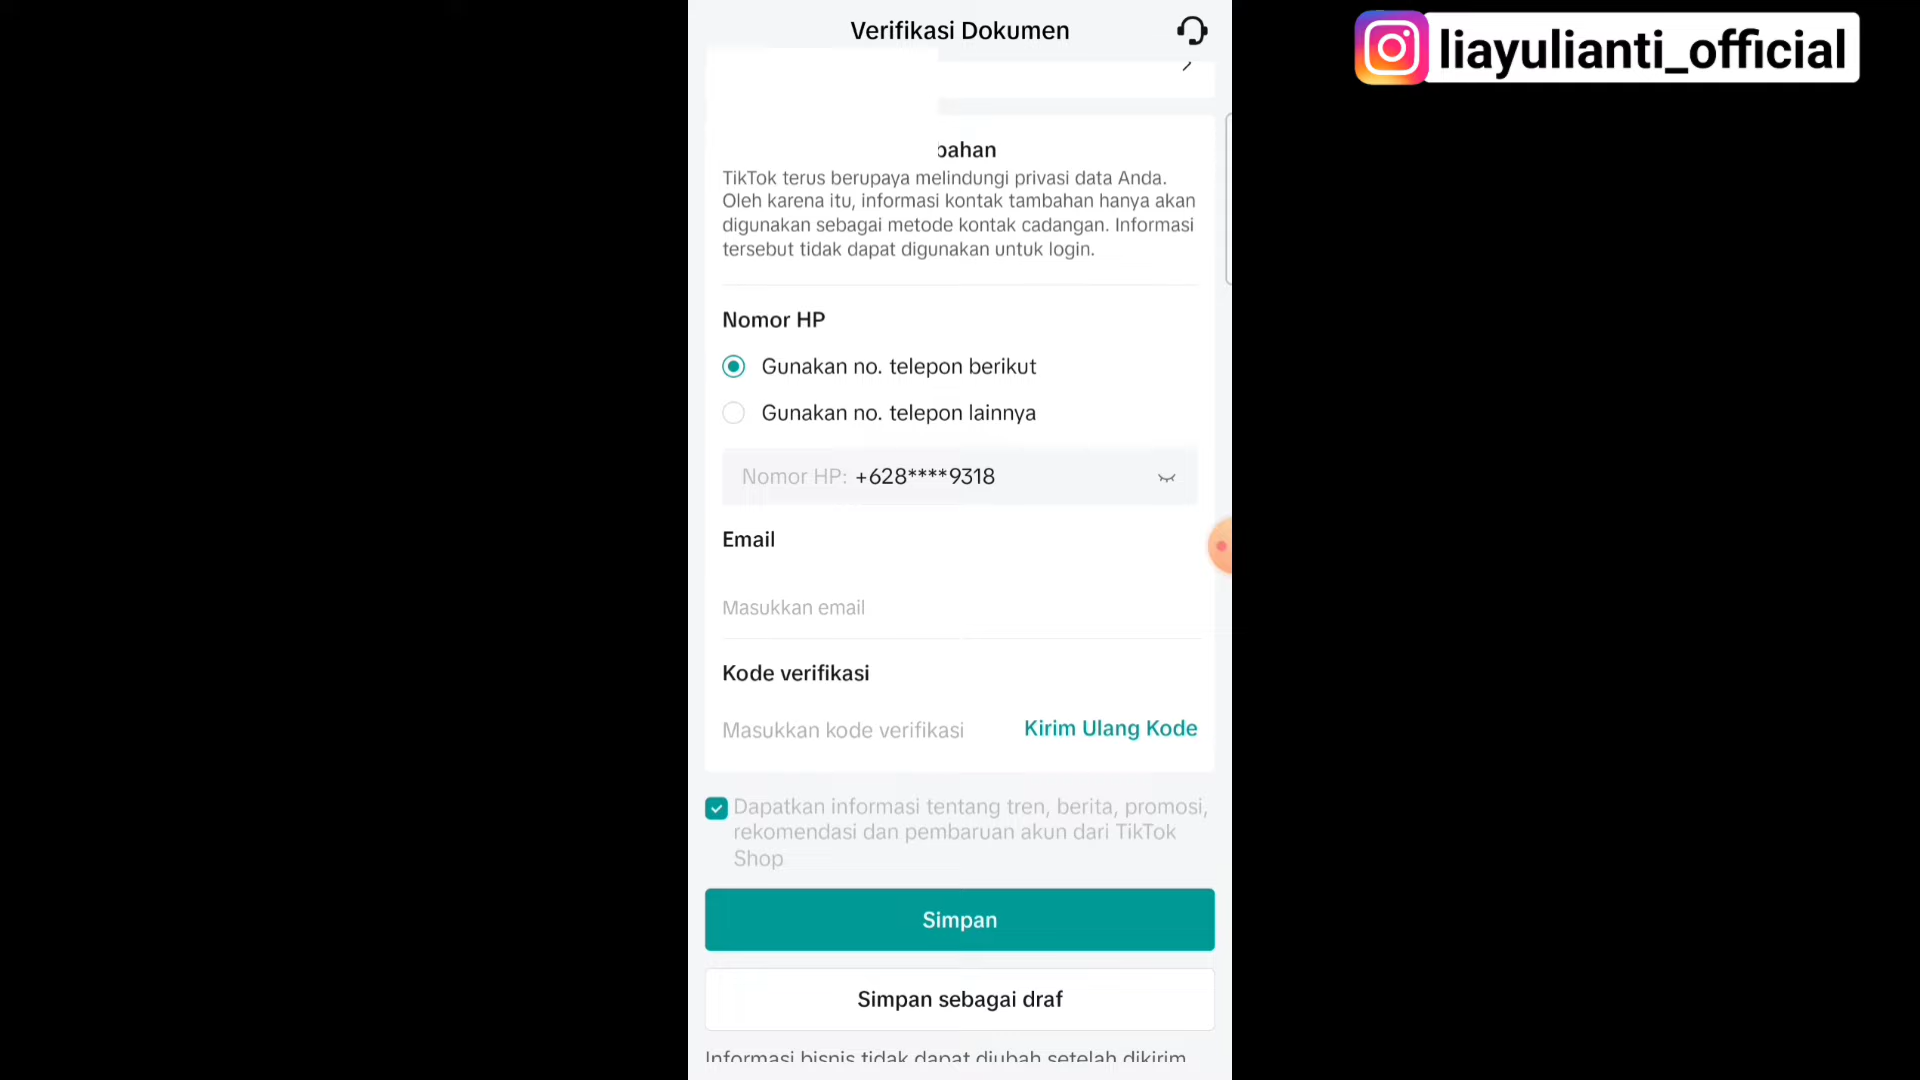 Verifikasi Dokumen
liayulianti_official
bahan
TikTok terus berupaya melindungi privasi data Anda.
Oleh karena itu, informasi kontak tambahan hanya akan
digunakan sebagai metode kontak cadangan. Informasi
tersebut tidak dapat digunakan untuk login.
Nomor HP
Gunakan no. telepon berikut
Gunakan no. telepon lainnya
Nomor HP: +628****9318
Email
Masukkan email
Kode verifikasi
Masukkan kode verifikasi Kirim Ulang Kode
Dapatkan informasi tentang tren, berita, promosi,
rekomendasi dan pembaruan akun dari TikTok
Shop
Simpan
Simpan sebagai draf
Informasi bisnis tidak dapat diubah setelah dikirim